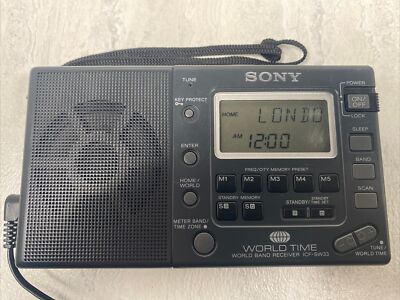 SONY
TUNE
KEY PROTECT
POWER
ON/
OFF
LOCK
HOME
LONDO
AM 12:00
SLEEP
ENTER
BAND
FREQ/CITY MEMORY PRESET
M1 M2 M3 M4 M5
HOME/
WORLD
SCAN
STANDBY MEMORY
STANDBY/
METER BAND/
TIME ZONE
WORLD TIME
WORLD BAND RECEIVER ICF-SW33
TUNE/
WORLD TIME